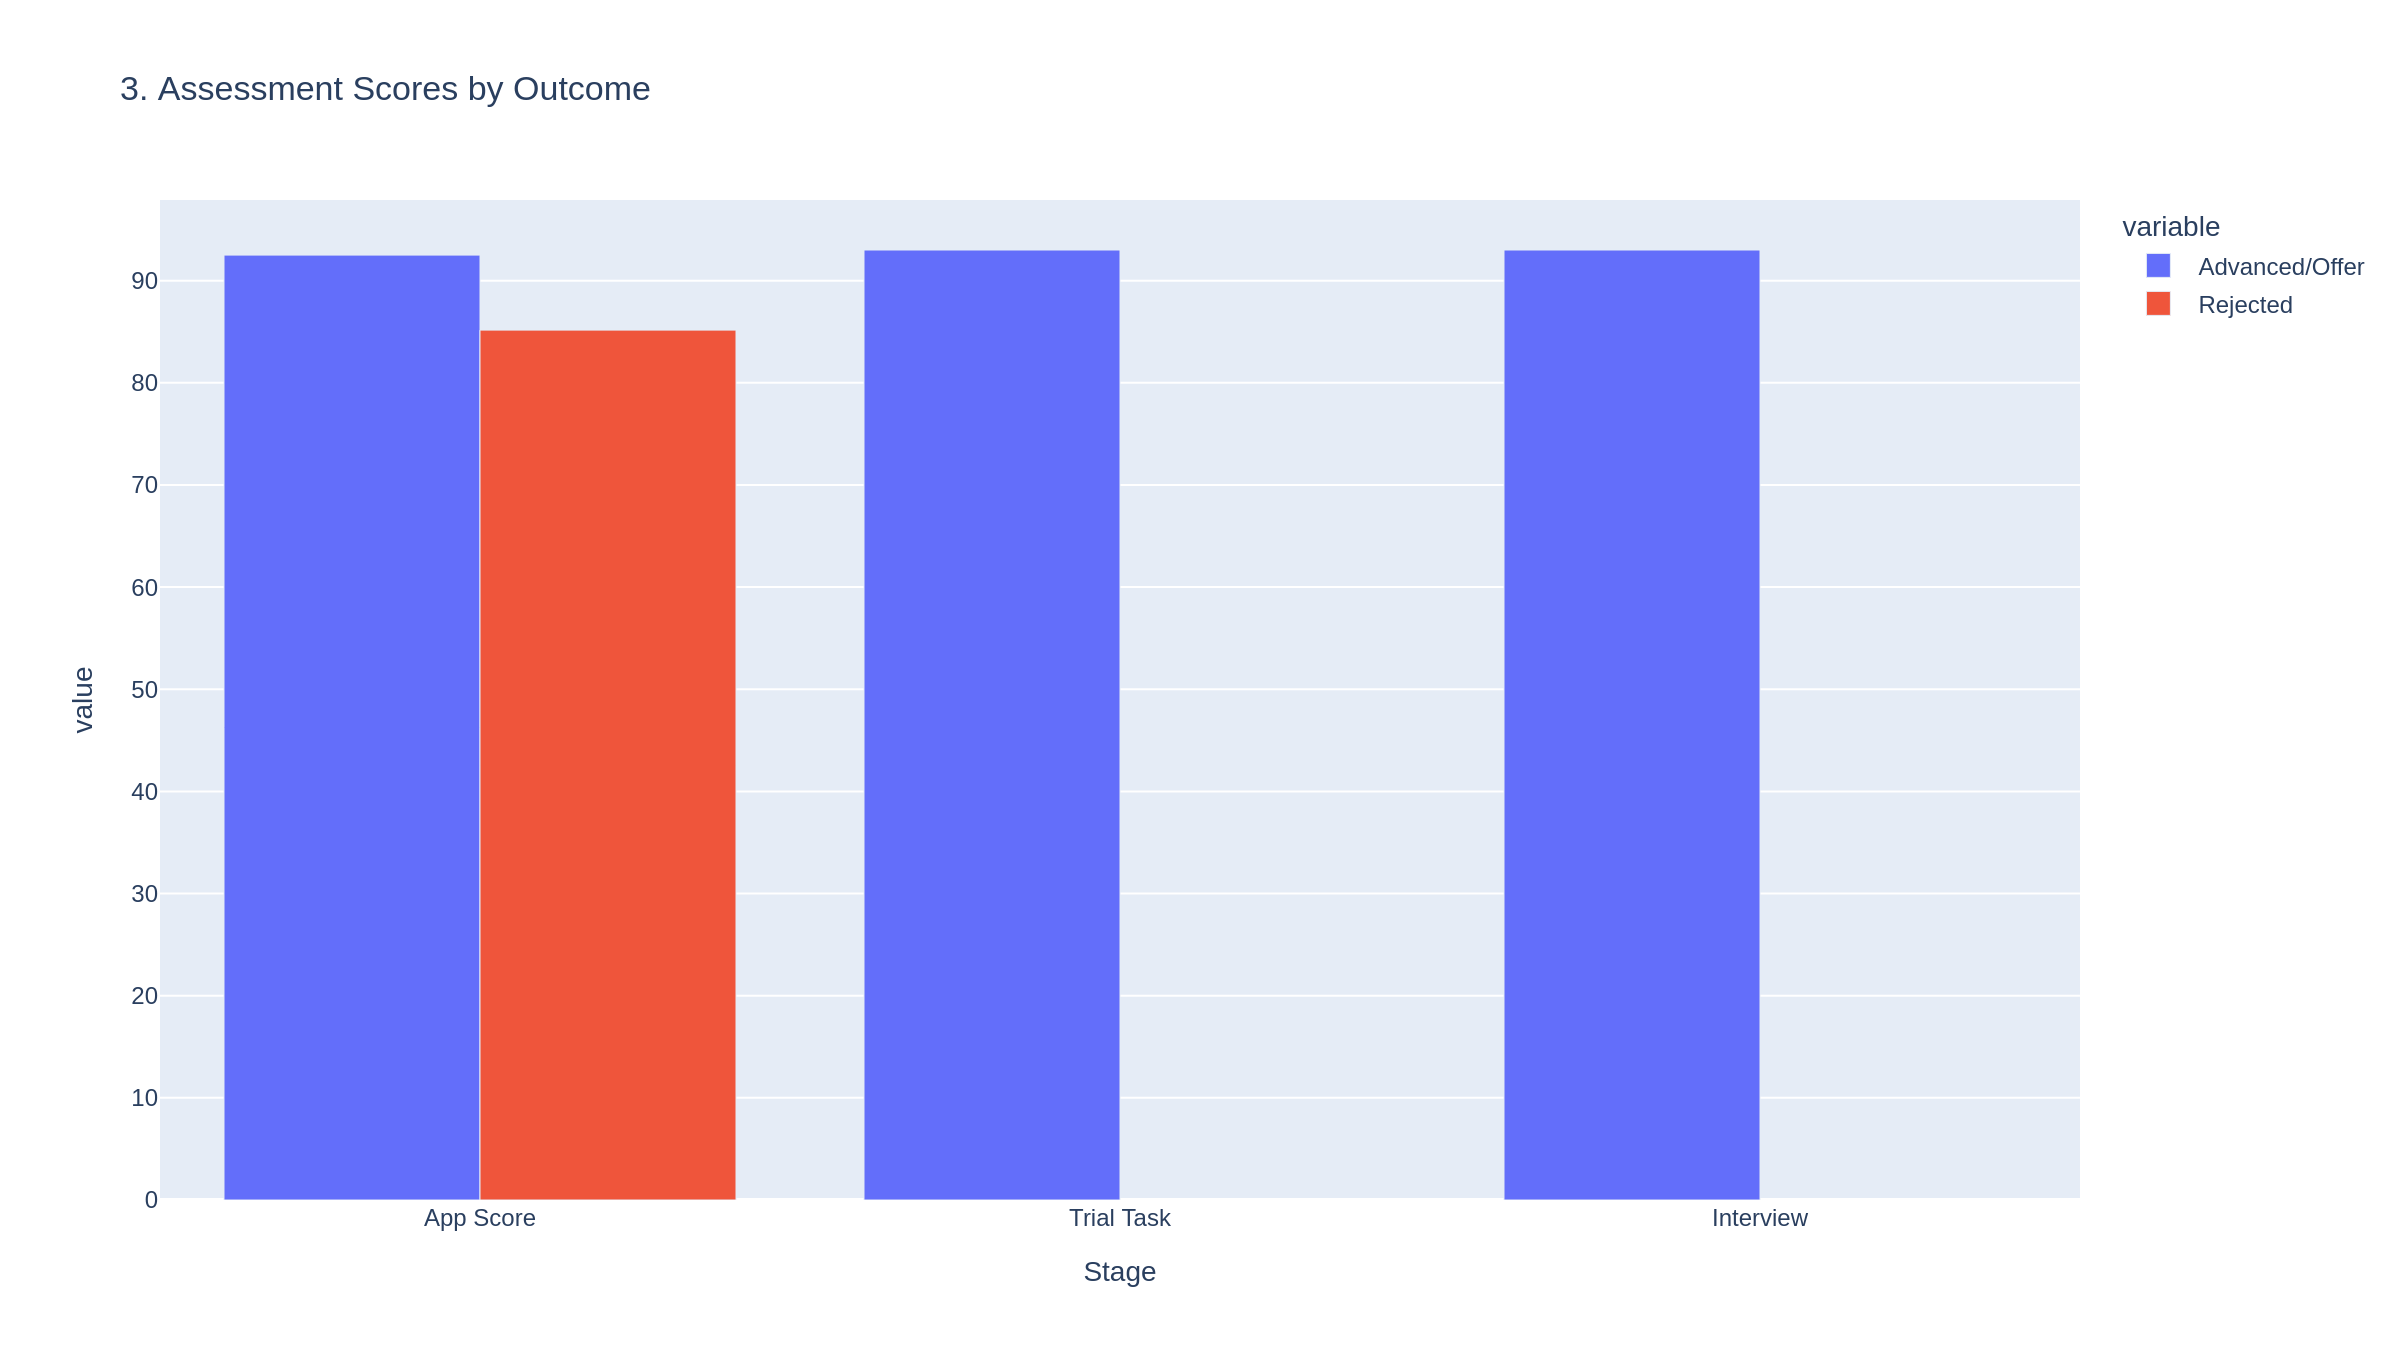 3. Assessment Scores by Outcome
variable
Advanced/Offer
Rejected
value
90
80
70
60
50
40
30
20
10
0
App Score
Trial Task
Interview
Stage